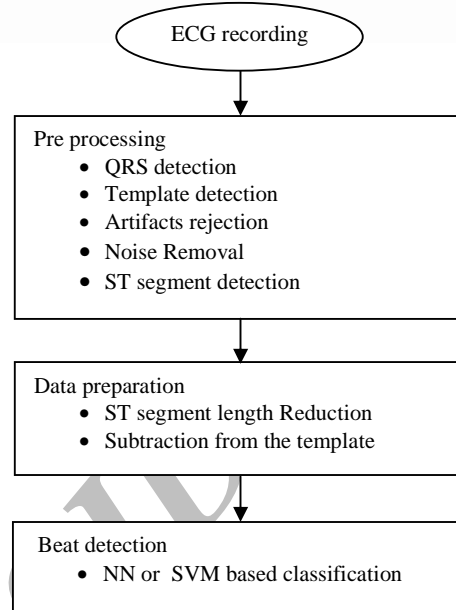 ECG recording
Pre processing
• QRS detection
• Template detection
• Artifacts rejection
• Noise Removal
• ST segment detection
Data preparation
• ST segment length Reduction
• Subtraction from the template
Beat detection
• NN or SVM based classification